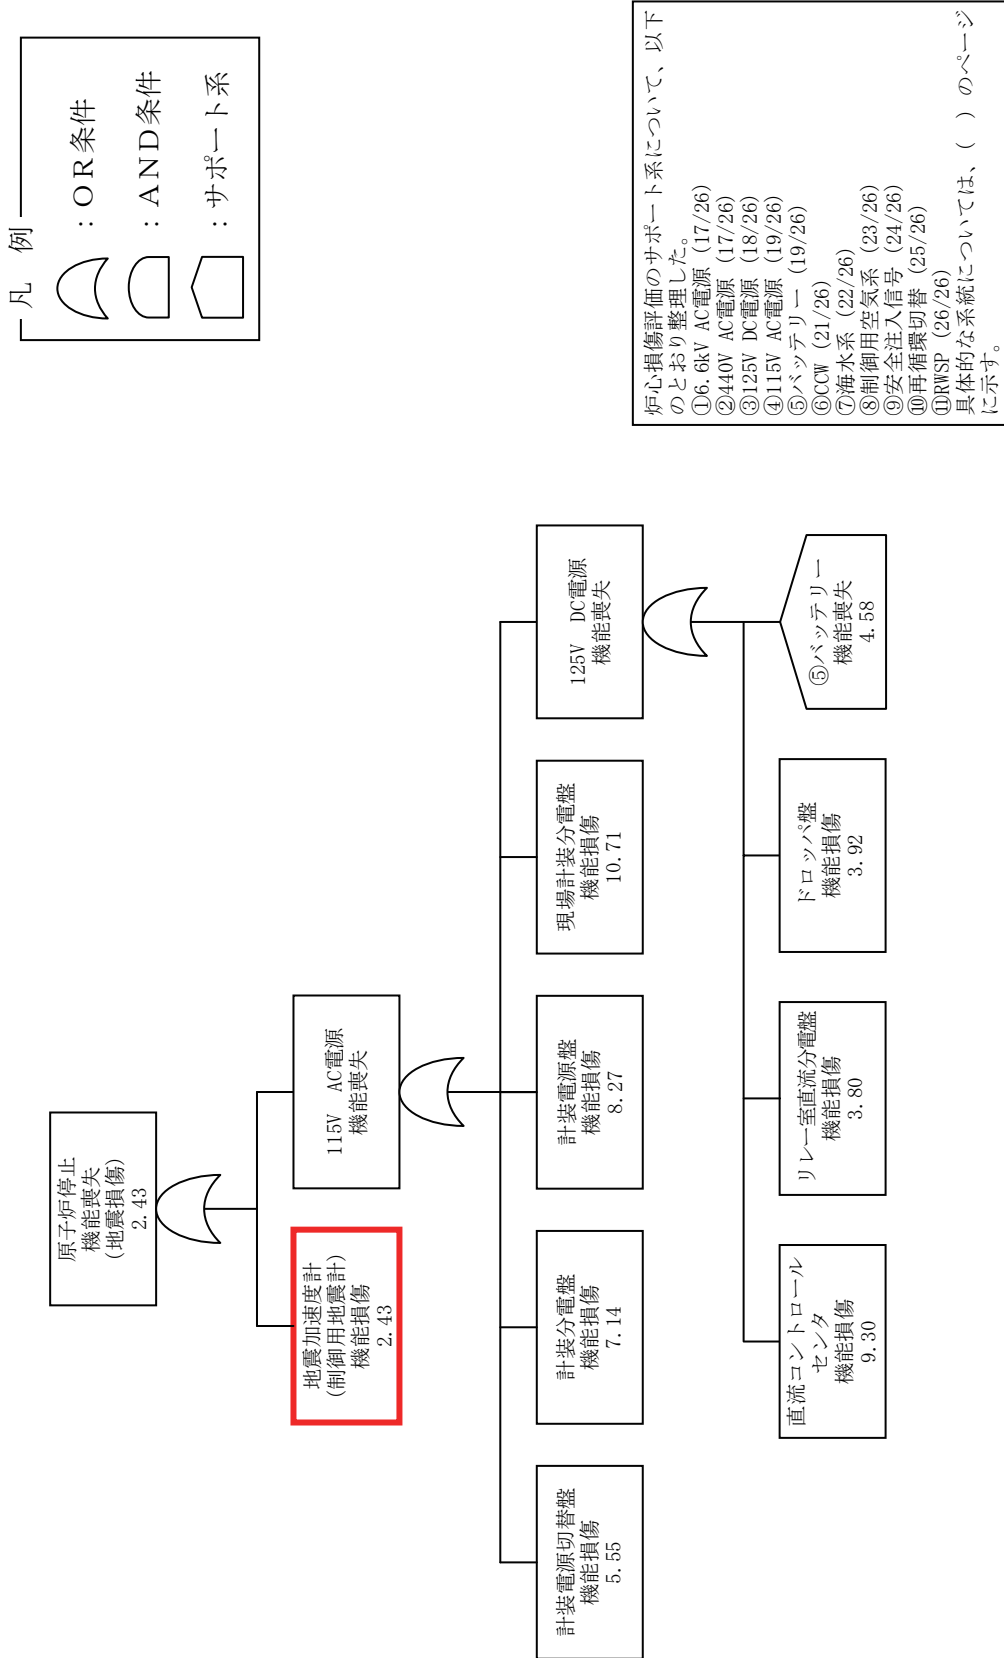 凡　例
：OR条件
：AND条件
：サポート系
原子炉停止
機能喪失
(地震損傷)
2.43
地震加速度計
(制御用地震計)
機能損傷
2.43
115V　AC電源
機能喪失
計装電源切替盤
機能損傷
5.55
計装分電盤
機能損傷
7.14
計装電源盤
機能損傷
8.27
現場計装分電盤
機能損傷
10.71
125V　DC電源
機能喪失
直流コントロール
センタ
機能損傷
9.30
リレー室直流分電盤
機能損傷
3.80
ドロッパ盤
機能損傷
3.92
⑤バッテリー
機能喪失
4.58
炉心損傷評価のサポート系について、以下
のとおり整理した。
①6.6kV AC電源 (17/26)
②440V AC電源 (17/26)
③125V DC電源 (18/26)
④115V AC電源 (19/26)
⑤バッテリー (19/26)
⑥CCW (21/26)
⑦海水系 (22/26)
⑧制御用空気系 (23/26)
⑨安全注入信号 (24/26)
⑩再循環切替 (25/26)
⑪RWSP (26/26)
具体的な系統については、( ) のページ
に示す。